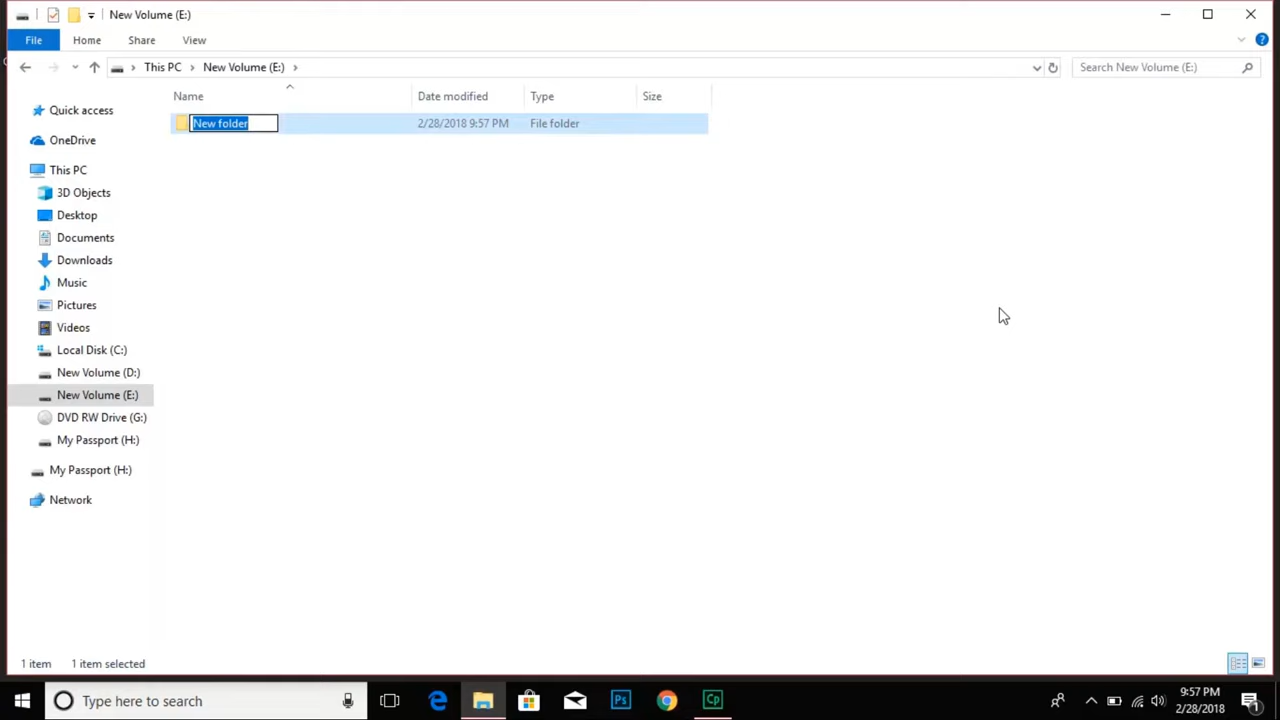 New Volume (E:)
File Home Share View
This PC New Volume (E:) Search New Volume (E:)
Name Date modified Type Size
New folder 2/28/2018 9:57 PM File folder
Quick access
OneDrive
This PC
3D Objects
Desktop
Documents
Downloads
Music
Pictures
Videos
Local Disk (C:)
New Volume (D:)
New Volume (E:)
DVD RW Drive (G:)
My Passport (H:)
My Passport (H:)
Network
1 item 1 item selected
Type here to search Ps Cp 9:57 PM
2/28/2018 1